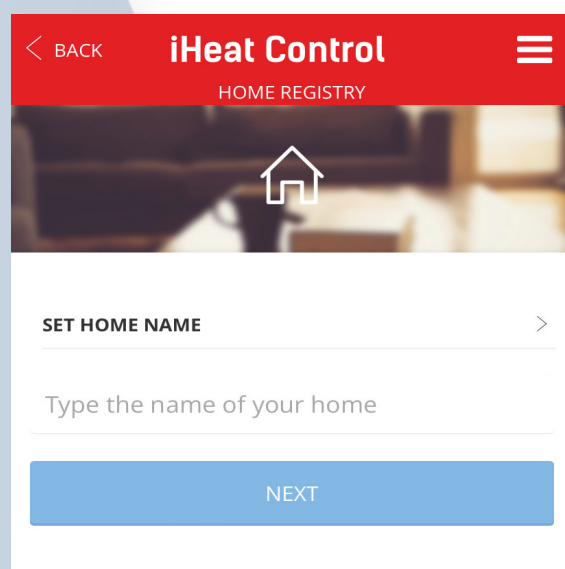 BACK
iHeat Control
HOME REGISTRY
SET HOME NAME
Type the name of your home
NEXT